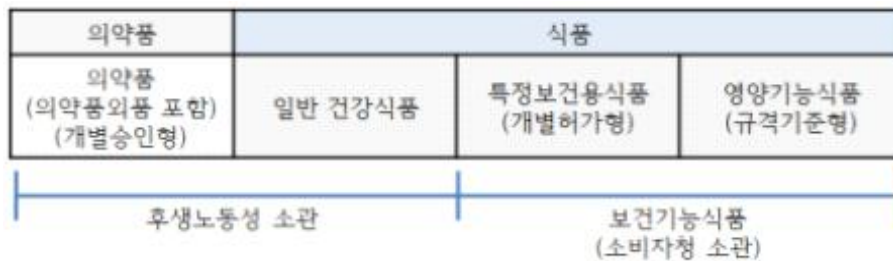 의약품 식품
의약품
(의약품외품 포함)
(개별승인형)
일반 건강식품
특정보건용식품
(개별허가형)
영양기능식품
(규격기준형)
후생노동성 소관
보건기능식품
(소비자청 소관)